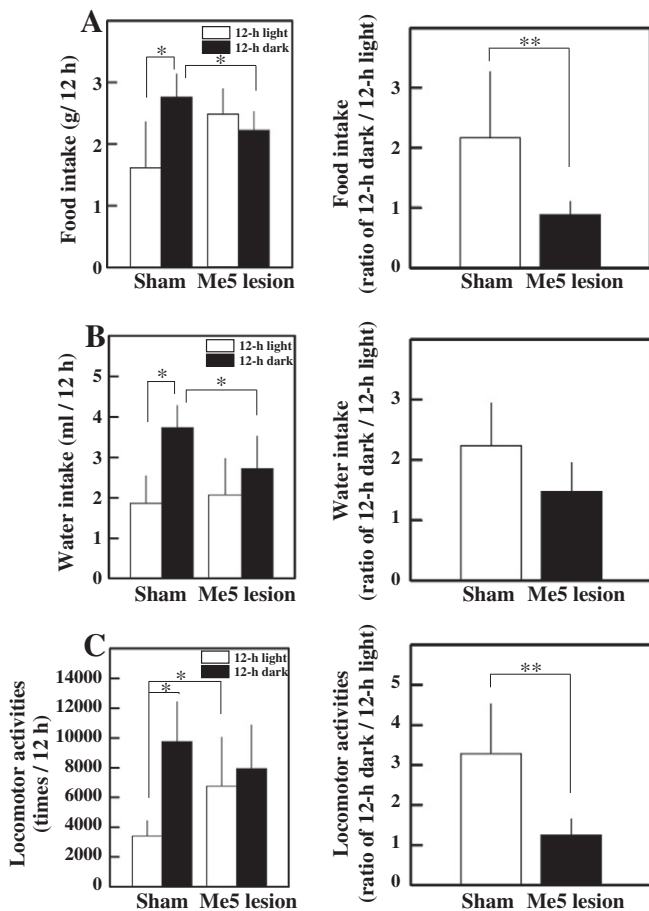 A
12-h light
12-h dark
*
*
Food intake (g/ 12 h)
3
2
1
0
Sham Me5 lesion
**
Food intake
(ratio of 12-h dark / 12-h light)
4
3
2
1
0
Sham Me5 lesion
B
12-h light
12-h dark
*
*
Water intake (ml / 12 h)
5
4
3
2
1
0
Sham Me5 lesion
Water intake
(ratio of 12-h dark / 12-h light)
4
3
2
1
0
Sham Me5 lesion
C
12-h light
12-h dark
*
*
Locomotor activities
(times / 12 h)
14000
12000
10000
8000
6000
4000
2000
0
Sham Me5 lesion
**
Locomotor activities
(ratio of 12-h dark / 12-h light)
5
4
3
2
1
0
Sham Me5 lesion